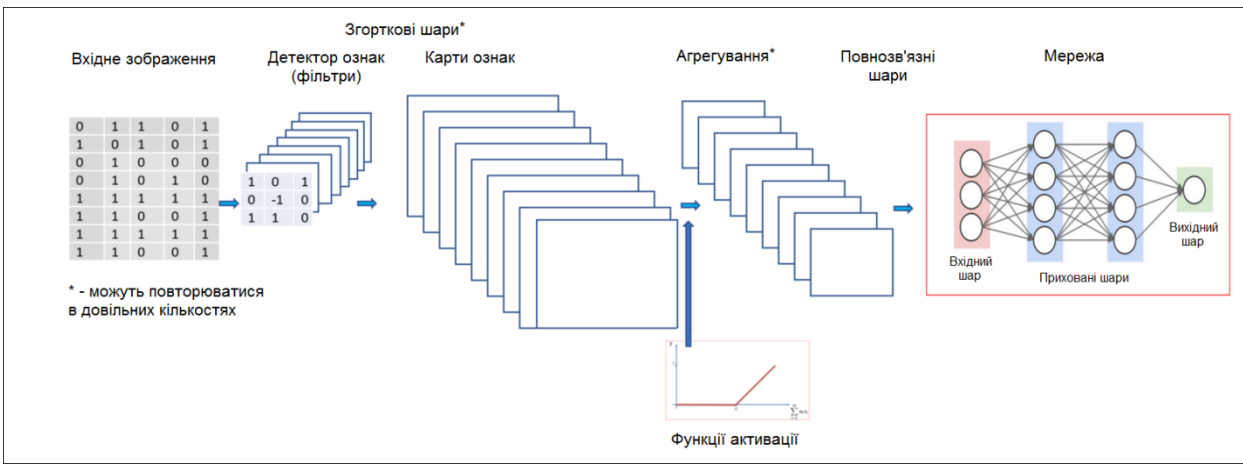 Згорткові шари*
Вхідне зображення
Детектор ознак
(фільтри)
Карти ознак
Агрегування*
Повнозв'язні
шари
Мережа
0 1 1 0 1
1 0 1 0 1
0 1 0 0 0
0 1 0 1 0
1 1 1 1 1
1 1 0 0 1
1 1 1 1 1
1 1 0 0 1
1 0 1
0 -1 0
1 1 0
* - можуть повторюватися
в довільних кількостях
Вхідний
шар
Приховані шари
Вихідний
шар
Функції активації